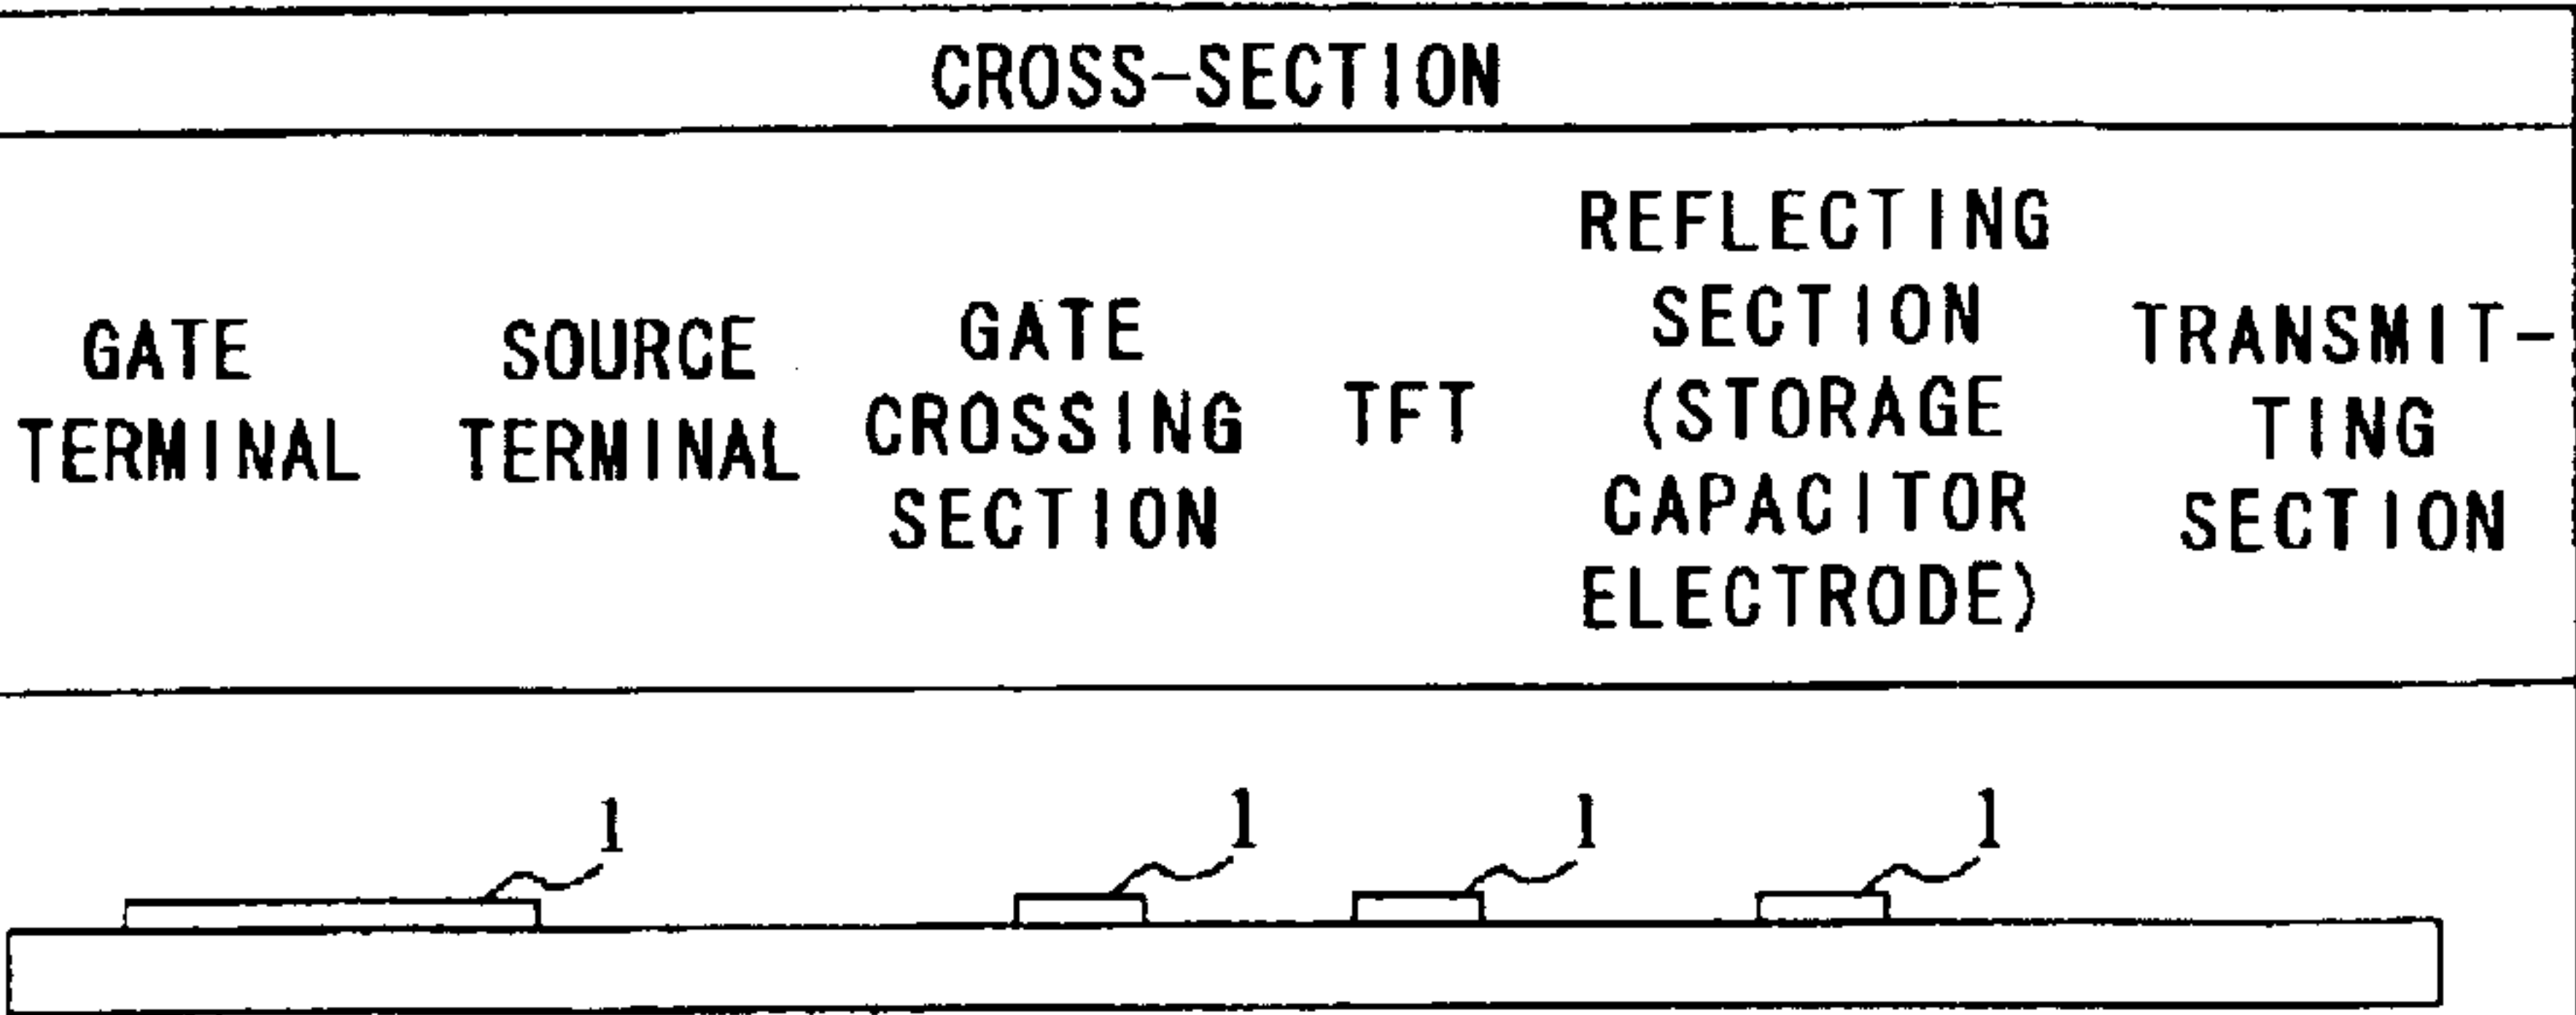 CROSS-SECTION
GATE
TERMINAL
SOURCE
TERMINAL
GATE
CROSSING
SECTION
TFT
REFLECTING
SECTION
(STORAGE
CAPACITOR
ELECTRODE)
TRANSMIT-
TING
SECTION
1
1
1
1